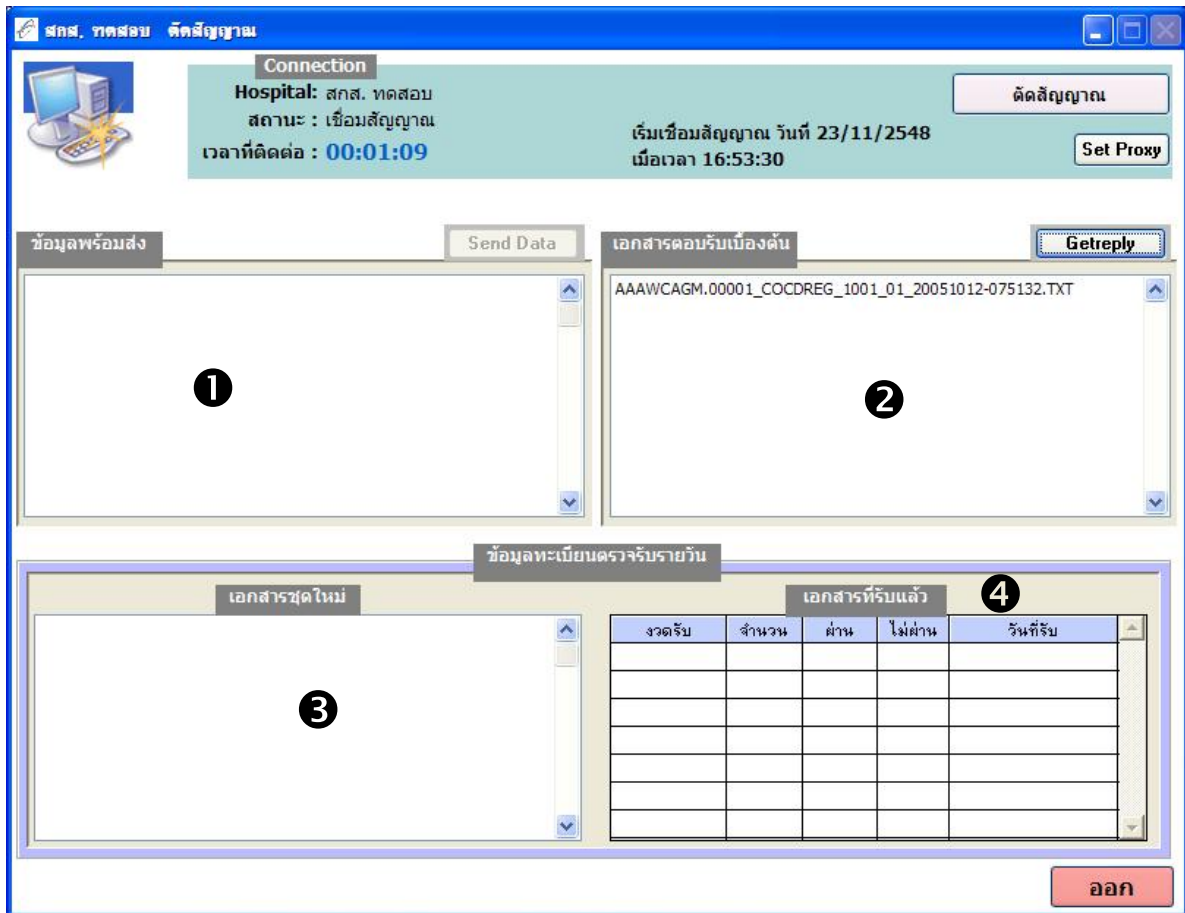 สกส. ทดสอบ ตัดสัญญาณ
Connection
Hospital: สกส. ทดสอบ
สถานะ : เชื่อมสัญญาณ
เวลาที่ติดต่อ : 00:01:09
เริ่มเชื่อมสัญญาณ วันที่ 23/11/2548
เมื่อเวลา 16:53:30
ตัดสัญญาณ
Set Proxy
ข้อมูลพร้อมส่ง
Send Data
❶
เอกสารตอบรับเบื้องต้น
Getreply
AAAWCAGM.00001_COCDREG_1001_01_20051012-075132.TXT
❷
ข้อมูลทะเบียนตรวจรับรายวัน
เอกสารชุดใหม่
❸
เอกสารที่รับแล้ว ❹
งวดรับ จำนวน ผ่าน ไม่ผ่าน วันที่รับ
ออก